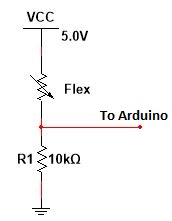 VCC
5.0V
Flex
To Arduino
R1 10kΩ